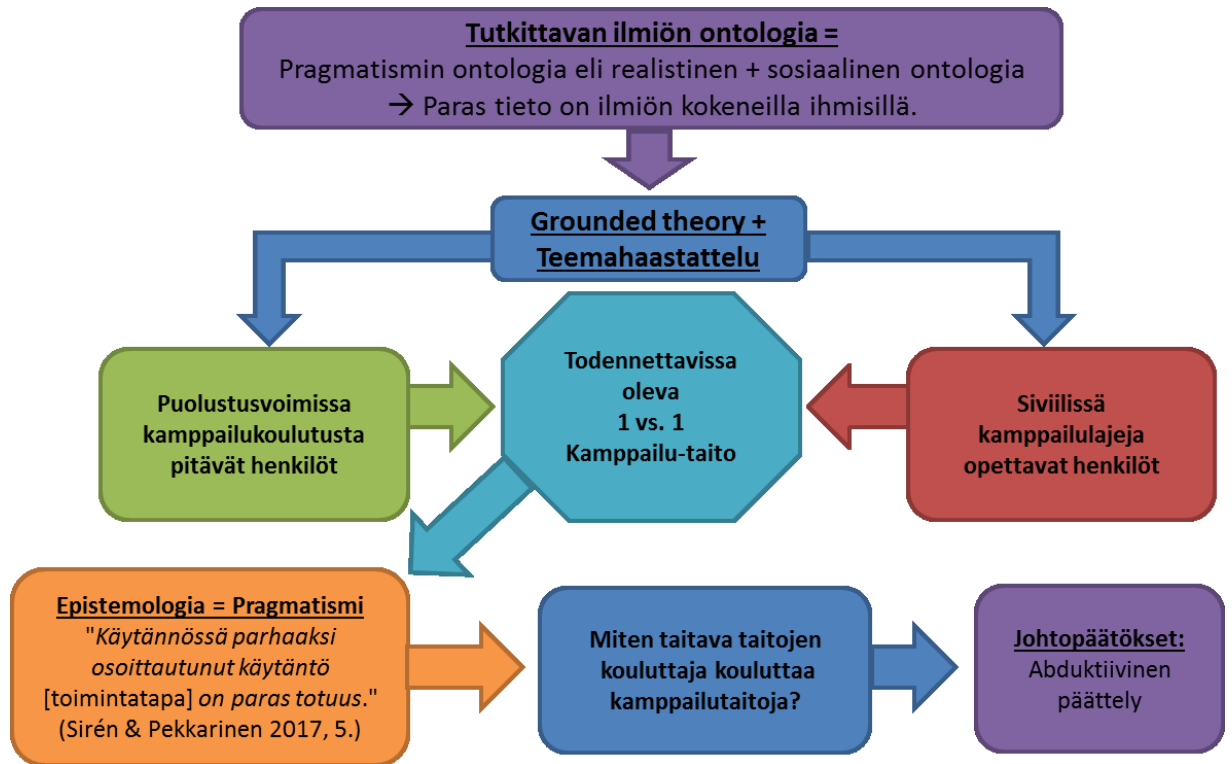 Tutkittavan ilmiön ontologia =
Pragmatismin ontologia eli realistinen + sosiaalinen ontologia
→ Paras tieto on ilmiön kokeneilla ihmisillä.
Grounded theory +
Teemahaastattelu
Puolustusvoimissa
kamppailukoulutusta
pitävät henkilöt
Todennettavissa
oleva
1 vs. 1
Kamppailu-taito
Siviilissä
kamppailulajeja
opettavat henkilöt
Epistemologia = Pragmatismi
"Käytännössä parhaaksi
osoittautunut käytäntö
[toimintatapa] on paras totuus."
(Sirén & Pekkarinen 2017, 5.)
Miten taitava taitojen
kouluttaja kouluttaa
kamppailutaitoja?
Johtopäätökset:
Abduktiivinen
päättely